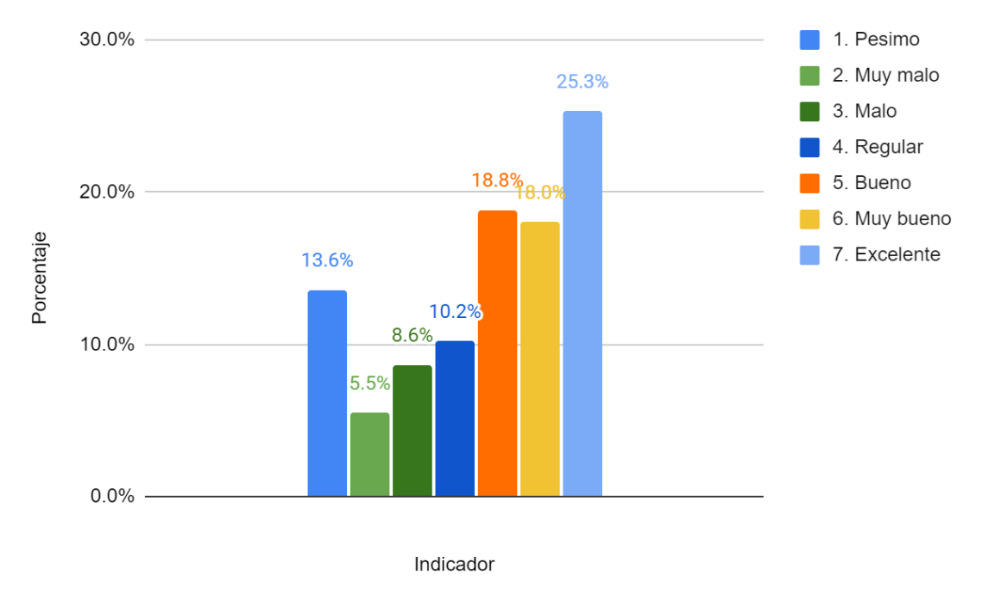 30.0%
20.0%
10.0%
0.0%
Porcentaje
13.6%
5.5%
8.6%
10.2%
18.8%
18.0%
25.3%
Indicador
1. Pesimo
2. Muy malo
3. Malo
4. Regular
5. Bueno
6. Muy bueno
7. Excelente